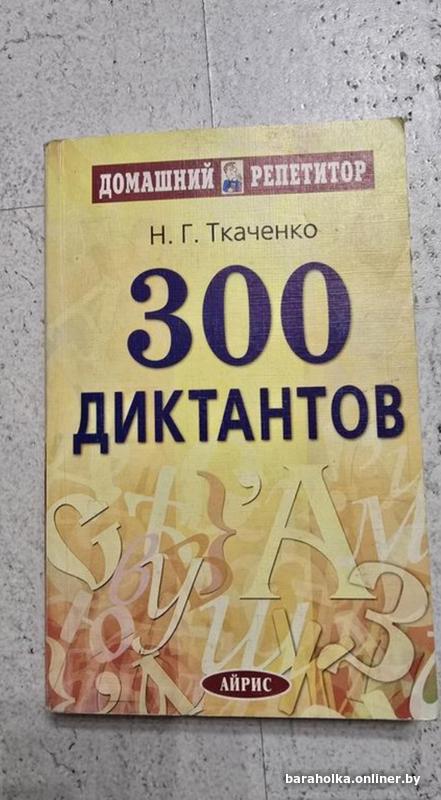 ДОМАШНИЙ РЕПЕТИТОР
Н. Г. Ткаченко
300
ДИКТАНТОВ
АЙРИС
baraholka.onliner.by